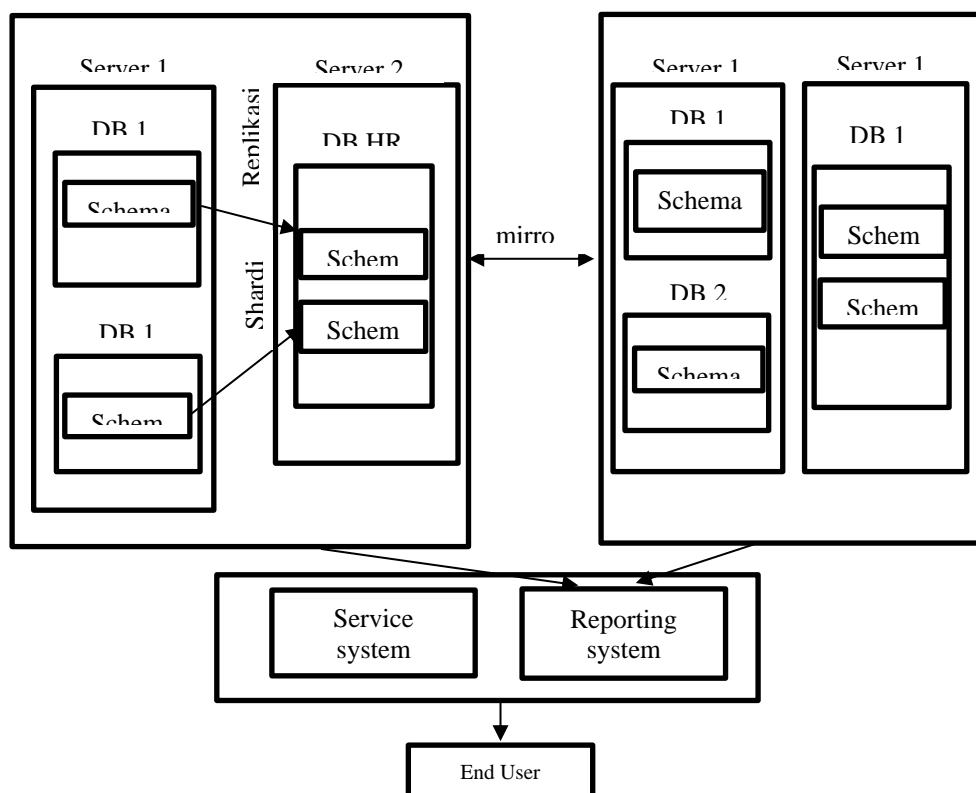 Server 1
Server 2
DB 1
Schema
DB 1
Schem
Replikasi
Shardi
DB HR
Schem
Schem
mirro
Server 1
Server 1
DB 1
Schema
DB 2
Schema
DB 1
Schem
Schem
Service
system
Reporting
system
End User